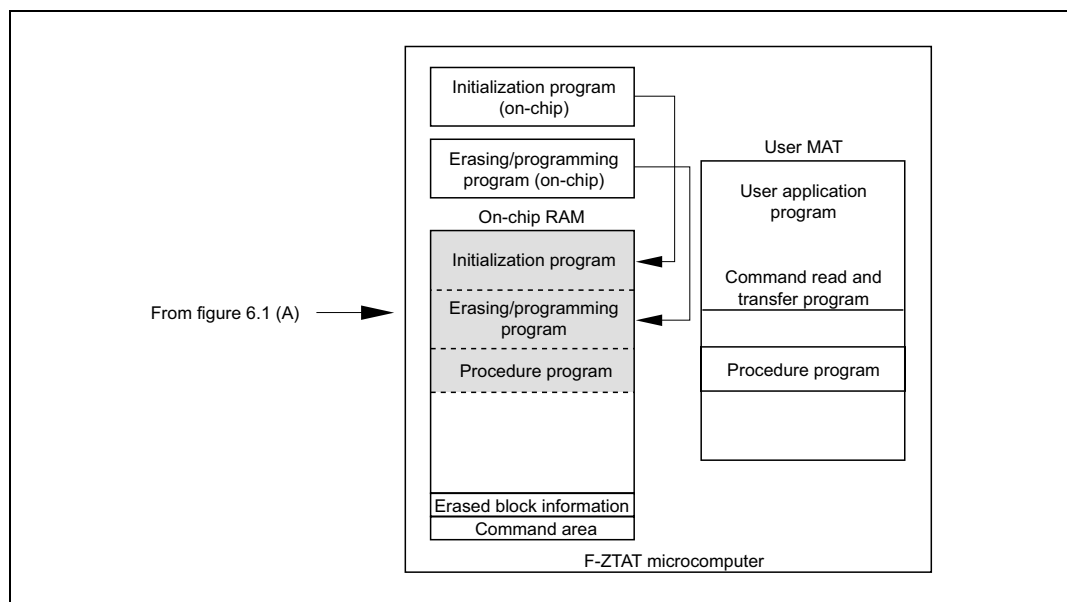 Initialization program
(on-chip)
Erasing/programming
program (on-chip)
On-chip RAM
Initialization program
Erasing/programming
program
Procedure program
Erased block information
Command area
From figure 6.1 (A)
User MAT
User application
program
Command read and
transfer program
Procedure program
F-ZTAT microcomputer